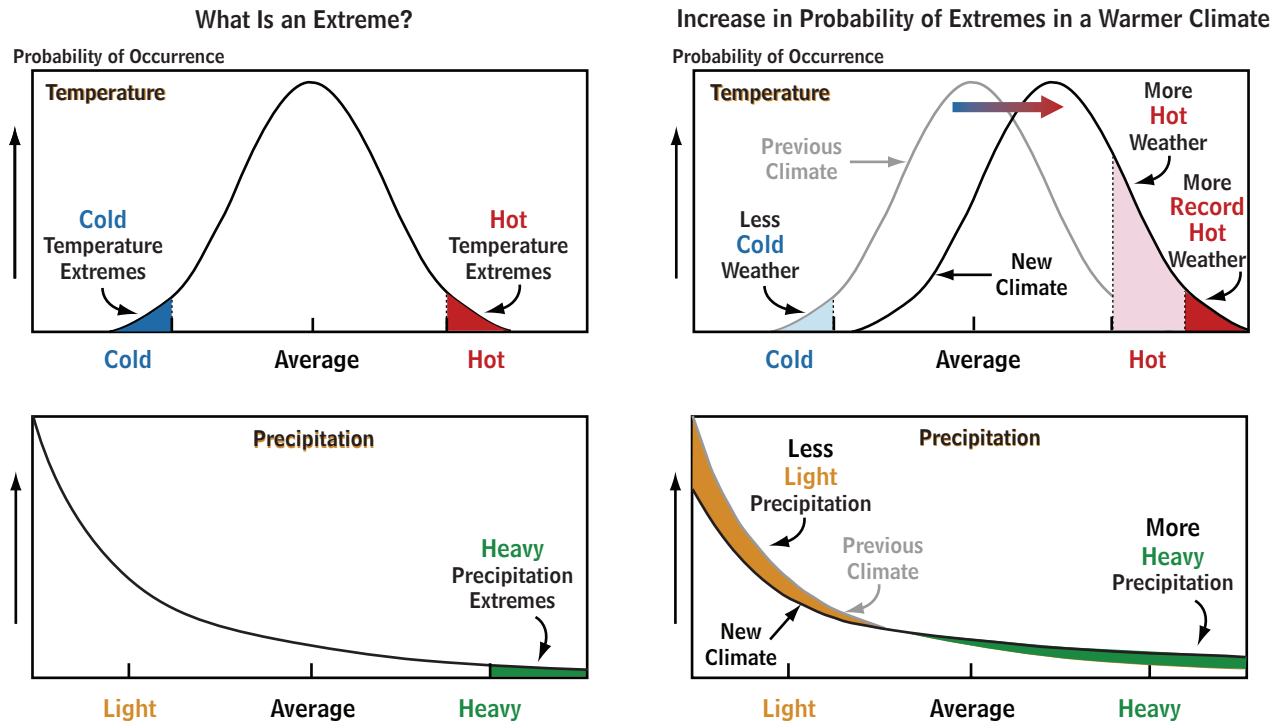 What Is an Extreme?
Probability of Occurrence
Temperature
Cold
Temperature
Extremes
Hot
Temperature
Extremes
Cold
Average
Hot
Increase in Probability of Extremes in a Warmer Climate
Probability of Occurrence
Temperature
Previous
Climate
Less
Cold
Weather
New
Climate
More
Hot
Weather
More
Record
Hot
Weather
Cold
Average
Hot
Precipitation
Heavy
Precipitation
Extremes
Light
Average
Heavy
Precipitation
Less
Light
Precipitation
Previous
Climate
New
Climate
More
Heavy
Precipitation
Light
Average
Heavy